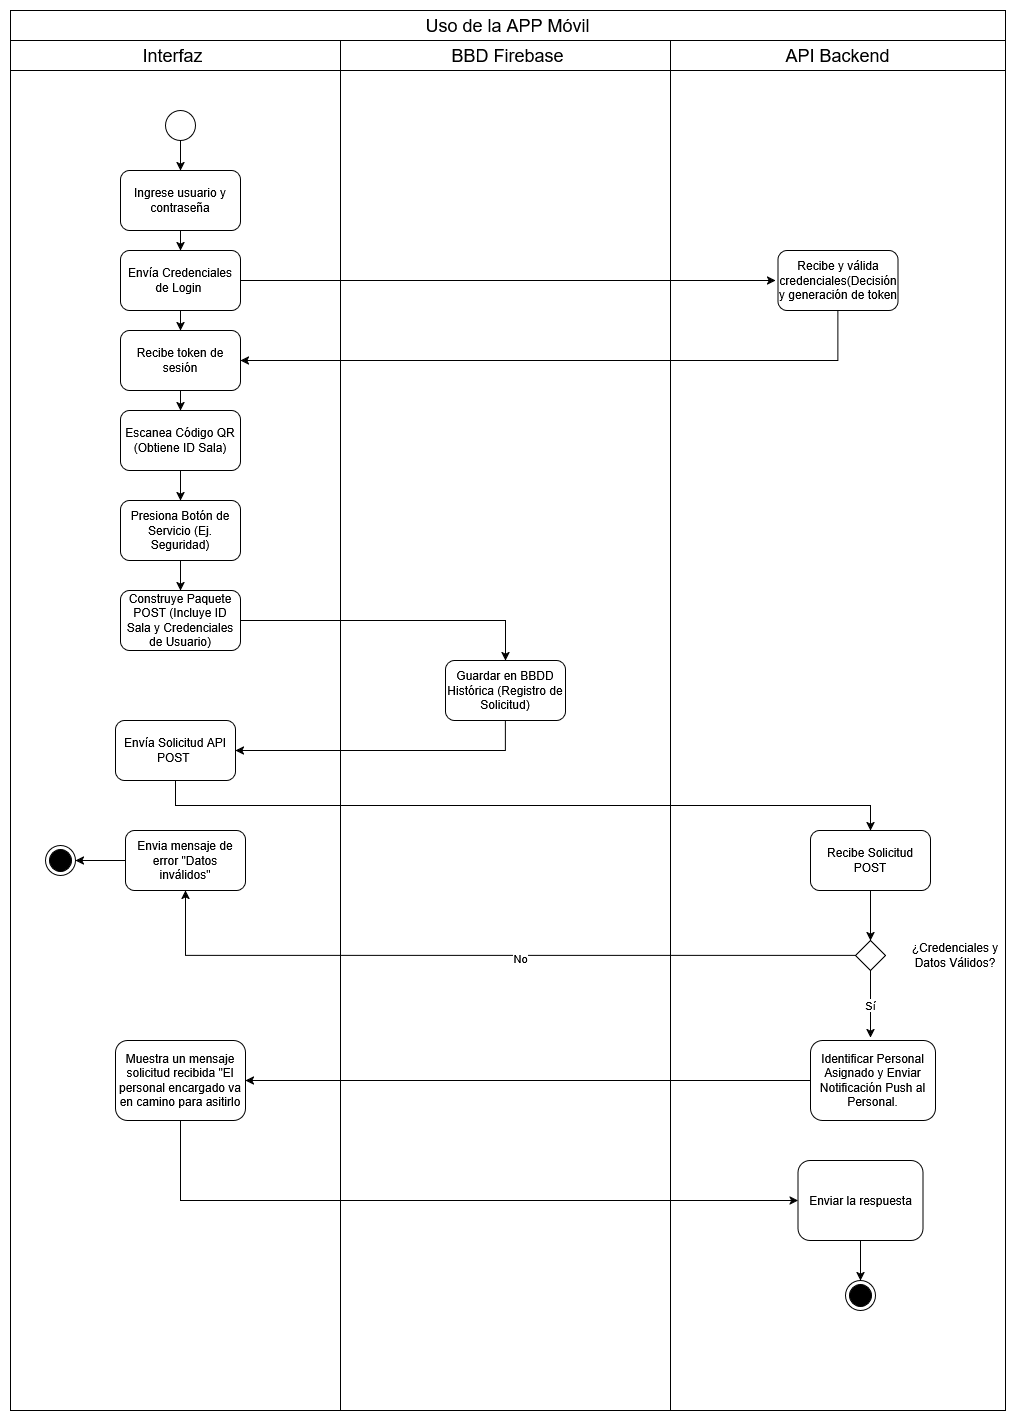 Uso de la APP Móvil
Interfaz
BBD Firebase
API Backend
Ingrese usuario y
contraseña
Envía Credenciales
de Login
Recibe y válida
credenciales(Decisión
y generación de token
Recibe token de
sesión
Escanea Código QR
(Obtiene ID Sala)
Presiona Botón de
Servicio (Ej.
Seguridad)
Construye Paquete
POST (Incluye ID
Sala y Credenciales
de Usuario)
Guardar en BBDD
Histórica (Registro de
Solicitud)
Envía Solicitud API
POST
Envia mensaje de
error "Datos
inválidos"
Recibe Solicitud
POST
¿Credenciales y
Datos Válidos?
No
Sí
Muestra un mensaje
solicitud recibida "El
personal encargado va
en camino para asitirlo
Identificar Personal
Asignado y Enviar
Notificación Push al
Personal.
Enviar la respuesta